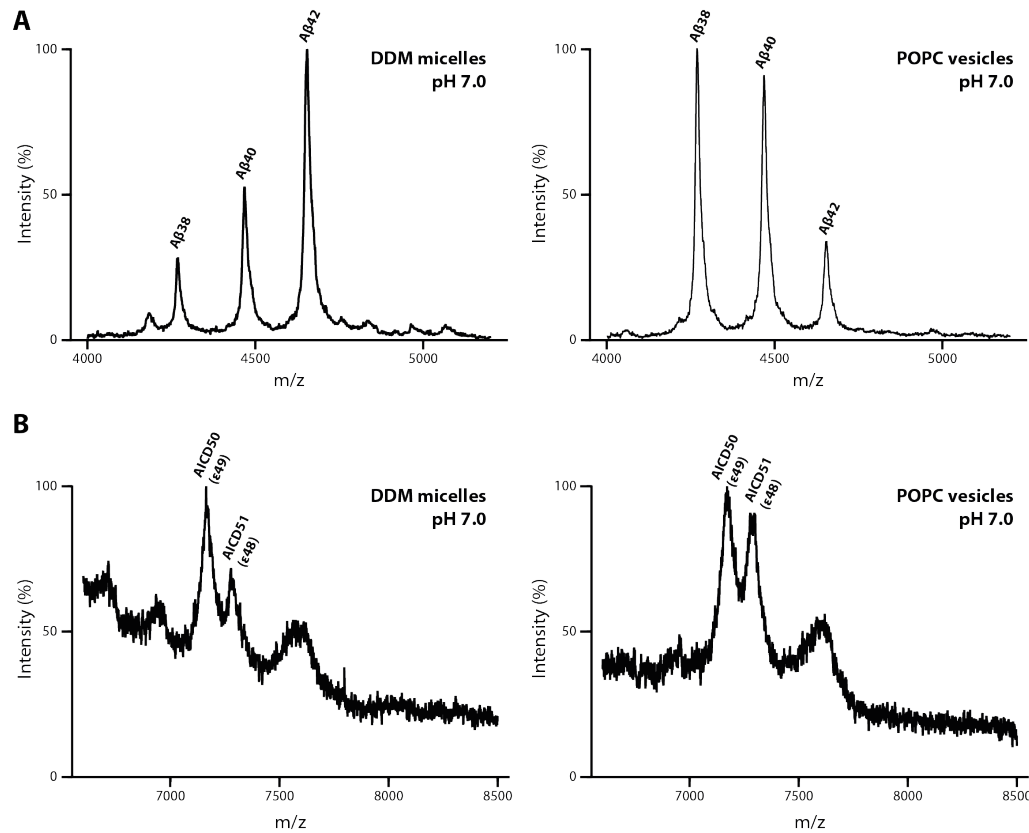 A
DDM micelles
pH 7.0
Intensity (%)
100
50
0
Aβ38
Aβ40
Aβ42
4000
4500
5000
m/z
POPC vesicles
pH 7.0
Intensity (%)
100
50
0
Aβ38
Aβ40
Aβ42
4000
4500
5000
m/z
B
DDM micelles
pH 7.0
Intensity (%)
100
50
0
AICD50
(ε49)
AICD51
(ε48)
7000
7500
8000
8500
m/z
POPC vesicles
pH 7.0
Intensity (%)
100
50
0
AICD50
(ε49)
AICD51
(ε48)
7000
7500
8000
8500
m/z